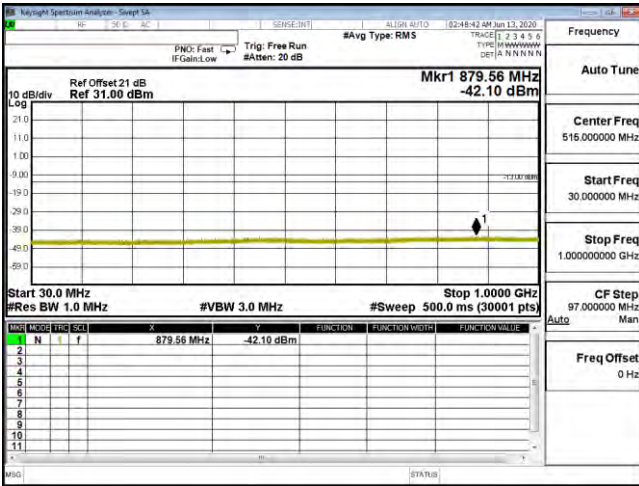 Keysight Spectrum Analyzer - Swept SA
RF 50 Ω AC SENSE:INT ALIGN AUTO 02:48:42 AM Jun 13, 2020
#Avg Type: RMS TRACE 1 2 3 4 5 6
PNO: Fast Trig: Free Run TYPE M WWWWW
IFGain:Low #Atten: 20 dB DET A N N N N N
Frequency
Auto Tune
Ref Offset 21 dB Mkr1 879.56 MHz
10 dB/div Ref 31.00 dBm -42.10 dBm
Log
21.0
11.0
1.00
-9.00
-13.00 dBm
-19.0
-29.0
-39.0
1
-49.0
-59.0
Center Freq
515.000000 MHz
Start Freq
30.000000 MHz
Stop Freq
1.000000000 GHz
Start 30.0 MHz Stop 1.0000 GHz
#Res BW 1.0 MHz #VBW 3.0 MHz #Sweep 500.0 ms (30001 pts)
CF Step
97.000000 MHz
Auto Man
MKR MODE TRC SCL X Y FUNCTION FUNCTION WIDTH FUNCTION VALUE
1 N 1 f 879.56 MHz -42.10 dBm
2
3
4
5
6
7
8
9
10
11
Freq Offset
0 Hz
MSG STATUS